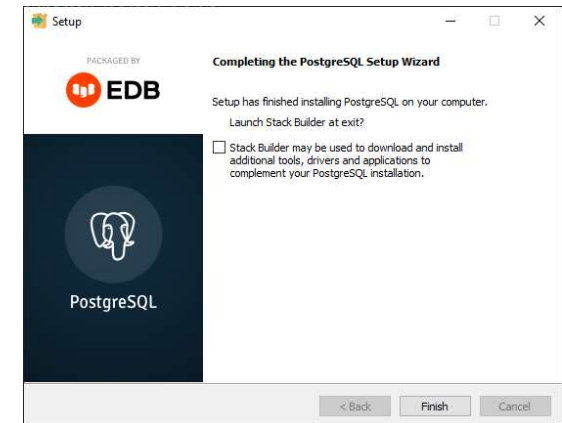 Setup
PACKAGED BY
EDB
PostgreSQL
Completing the PostgreSQL Setup Wizard
Setup has finished installing PostgreSQL on your computer.
Launch Stack Builder at exit?
Stack Builder may be used to download and install
additional tools, drivers and applications to
complement your PostgreSQL installation.
< Back
Finish
Cancel